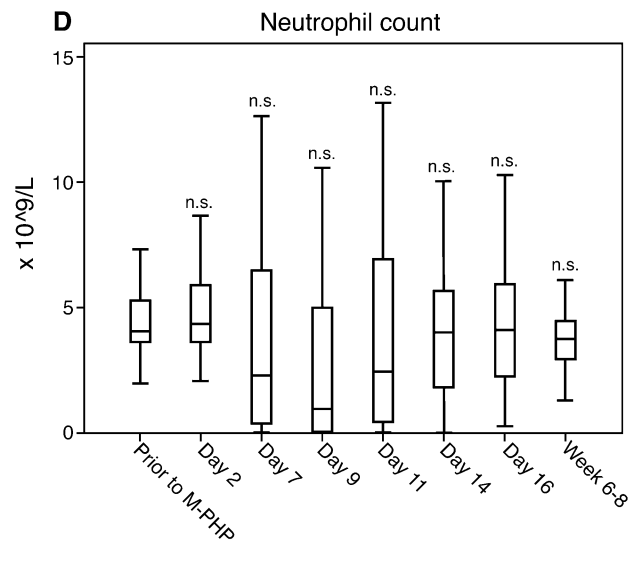 D
Neutrophil count
x 10^9/L
15
10
5
0
n.s.
n.s.
n.s.
n.s.
n.s.
n.s.
n.s.
Prior to M-PHP
Day 2
Day 7
Day 9
Day 11
Day 14
Day 16
Week 6-8